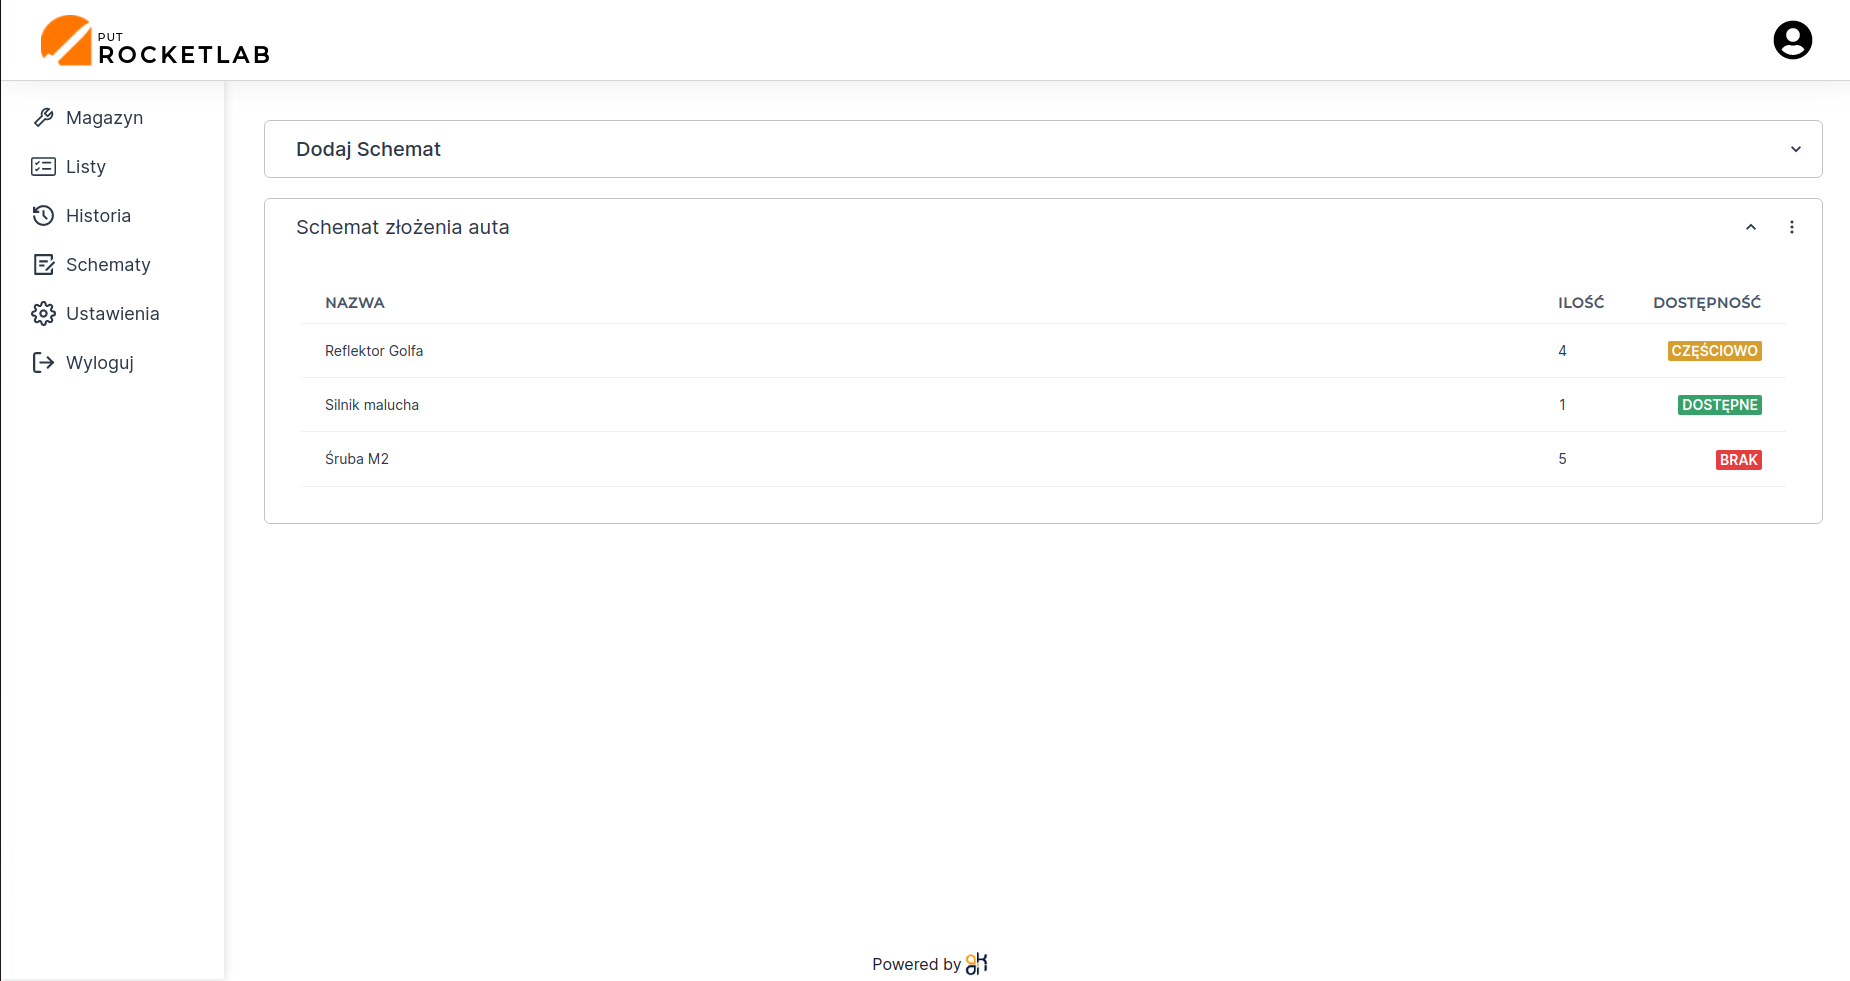 PUT
ROCKETLAB
Magazyn
Listy
Historia
Schematy
Ustawienia
Wyloguj
Dodaj Schemat
Schemat złożenia auta
NAZWA ILOŚĆ DOSTĘPNOŚĆ
Reflektor Golfa 4 CZĘŚCIOWO
Silnik malucha 1 DOSTĘPNE
Śruba M2 5 BRAK
Powered by